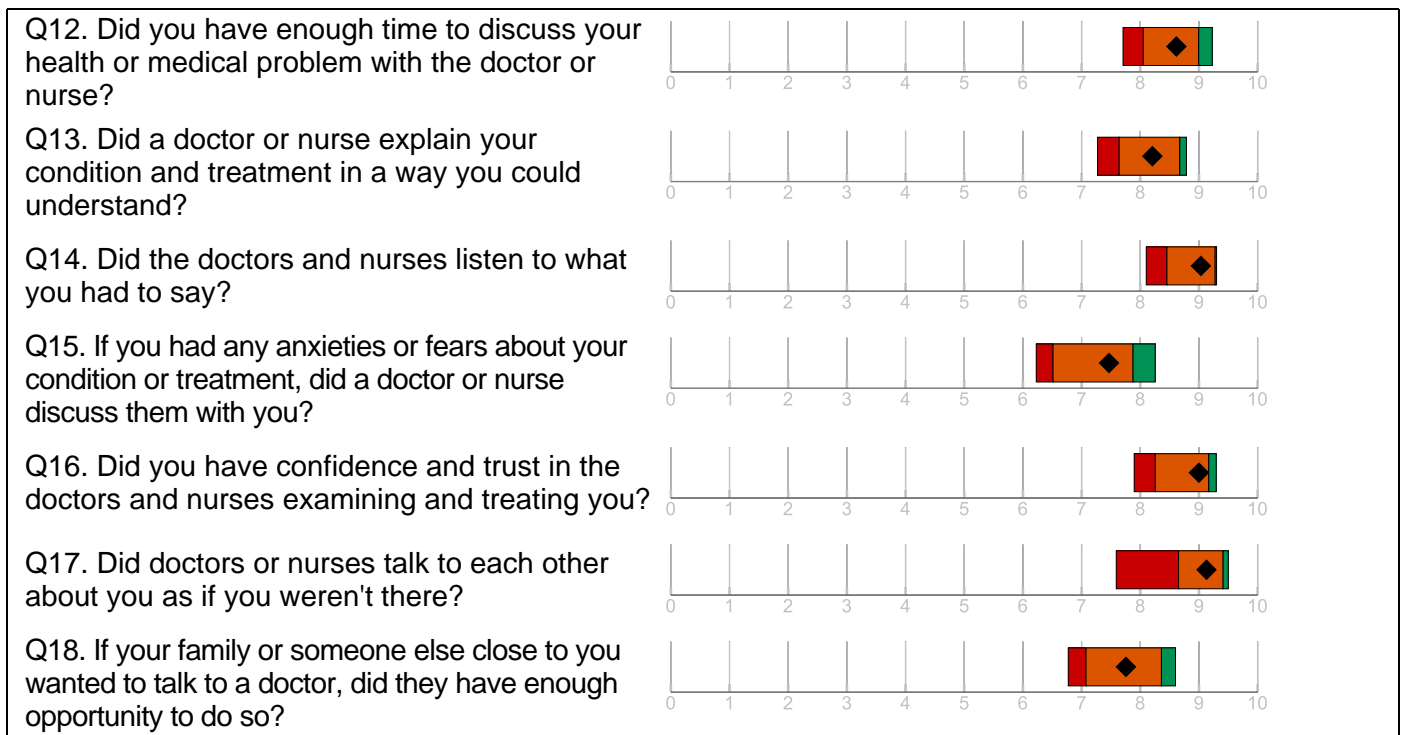 Q12. Did you have enough time to discuss your
health or medical problem with the doctor or
nurse?
0 1 2 3 4 5 6 7 8 9 10
Q13. Did a doctor or nurse explain your
condition and treatment in a way you could
understand?
0 1 2 3 4 5 6 7 8 9 10
Q14. Did the doctors and nurses listen to what
you had to say?
0 1 2 3 4 5 6 7 8 9 10
Q15. If you had any anxieties or fears about your
condition or treatment, did a doctor or nurse
discuss them with you?
0 1 2 3 4 5 6 7 8 9 10
Q16. Did you have confidence and trust in the
doctors and nurses examining and treating you?
0 1 2 3 4 5 6 7 8 9 10
Q17. Did doctors or nurses talk to each other
about you as if you weren't there?
0 1 2 3 4 5 6 7 8 9 10
Q18. If your family or someone else close to you
wanted to talk to a doctor, did they have enough
opportunity to do so?
0 1 2 3 4 5 6 7 8 9 10